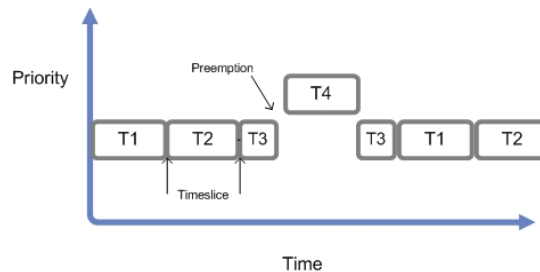 Preemption
Priority
T4
T1 T2 T3 T3 T1 T2
Timeslice
Time